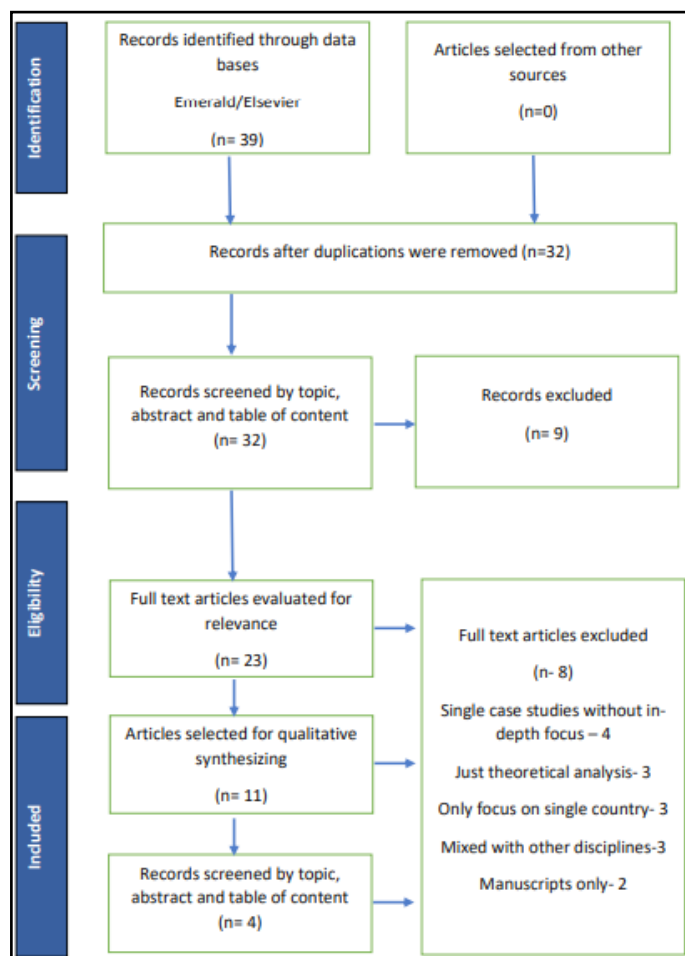 Identification
Records identified through data
bases
Emerald/Elsevier
(n= 39)
Articles selected from other
sources
(n=0)
Screening
Records after duplications were removed (n=32)
Records screened by topic,
abstract and table of content
(n= 32)
Records excluded
(n= 9)
Eligibility
Full text articles evaluated for
relevance
(n= 23)
Full text articles excluded
(n- 8)
Single case studies without in-
depth focus – 4
Just theoretical analysis- 3
Only focus on single country- 3
Mixed with other disciplines-3
Manuscripts only- 2
Included
Articles selected for qualitative
synthesizing
(n= 11)
Records screened by topic,
abstract and table of content
(n= 4)